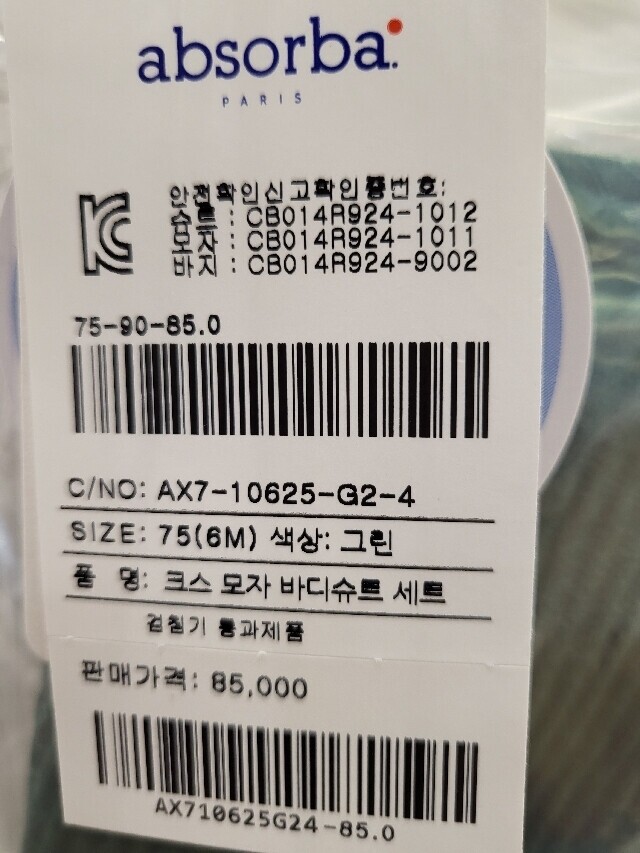 absorba.
PARIS
안전확인신고확인증번호:
슈트 : CB014R924-1012
모자 : CB014R924-1011
바지 : CB014R924-9002
75-90-85.0
C/NO: AX7-10625-G2-4
SIZE: 75(6M) 색상: 그린
품 명: 크스 모자 바디슈트 세트
검침기 통과제품
판매가격: 85,000
AX710625G24-85.0